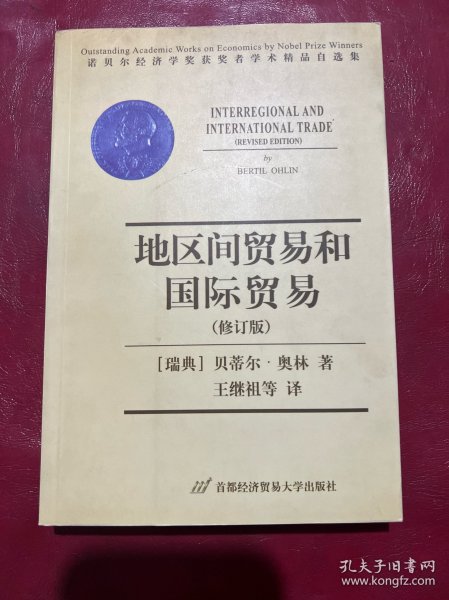 Outstanding Academic Works on Economics by Nobel Prize Winners
诺贝尔经济学奖获奖者学术精品自选集
INTERREGIONAL AND
INTERNATIONAL TRADE
(REVISED EDITION)
by
BERTIL OHLIN
地区间贸易和
国际贸易
(修订版)
[瑞典] 贝蒂尔·奥林 著
王继祖等 译
首都经济贸易大学出版社
孔夫子旧书网
www.kongfz.com